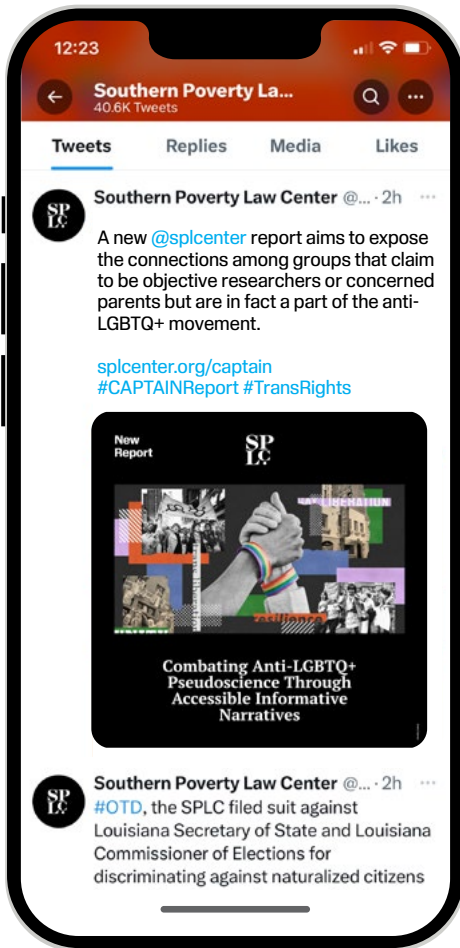 12:23
Southern Poverty La...
40.6K Tweets
Tweets Replies Media Likes
SP
LC
Southern Poverty Law Center @... · 2h
A new @splcenter report aims to expose
the connections among groups that claim
to be objective researchers or concerned
parents but are in fact a part of the anti-
LGBTQ+ movement.
splcenter.org/captain
#CAPTAINReport #TransRights
New
Report
SP
LC
GAY LIBERATION
resilience
UNITY
Combating Anti-LGBTQ+
Pseudoscience Through
Accessible Informative
Narratives
SP
LC
Southern Poverty Law Center @... · 2h
#OTD, the SPLC filed suit against
Louisiana Secretary of State and Louisiana
Commissioner of Elections for
discriminating against naturalized citizens